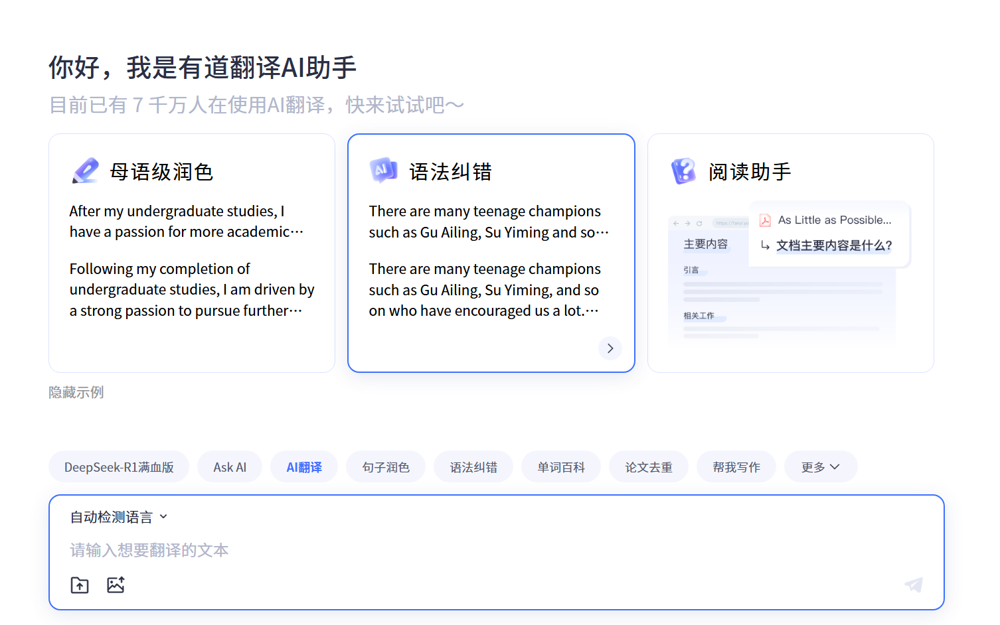 你好，我是有道翻译AI助手
目前已有 7 千万人在使用AI翻译，快来试试吧～
母语级润色
After my undergraduate studies, I
have a passion for more academic…
Following my completion of
undergraduate studies, I am driven by
a strong passion to pursue further…
AI
语法纠错
There are many teenage champions
such as Gu Ailing, Su Yiming and so…
There are many teenage champions
such as Gu Ailing, Su Yiming, and so
on who have encouraged us a lot.…
阅读助手
As Little as Possible...
文档主要内容是什么?
主要内容
引言
相关工作
隐藏示例
DeepSeek-R1满血版
Ask AI
AI翻译
句子润色
语法纠错
单词百科
论文去重
帮我写作
更多
自动检测语言
请输入想要翻译的文本